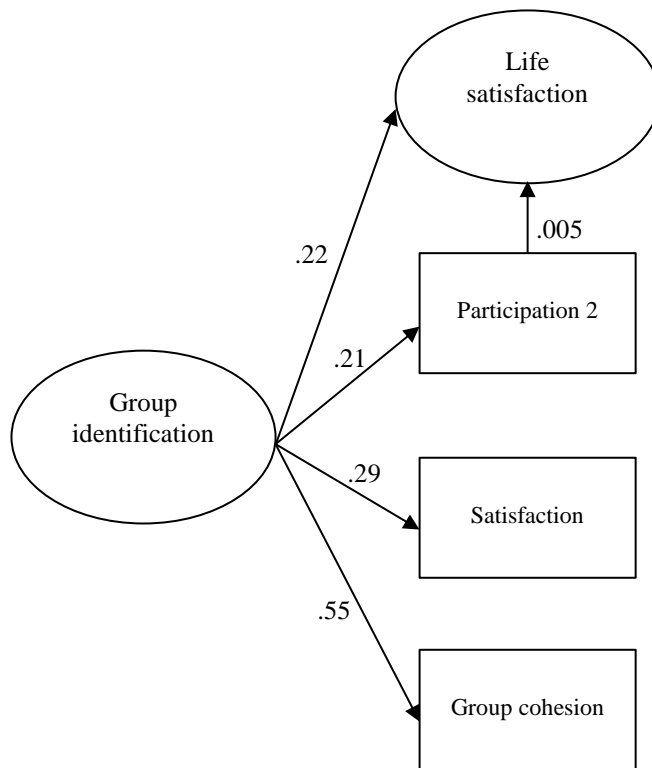 Life
satisfaction
.005
.22
Participation 2
.21
Group
identification
.29
Satisfaction
.55
Group cohesion